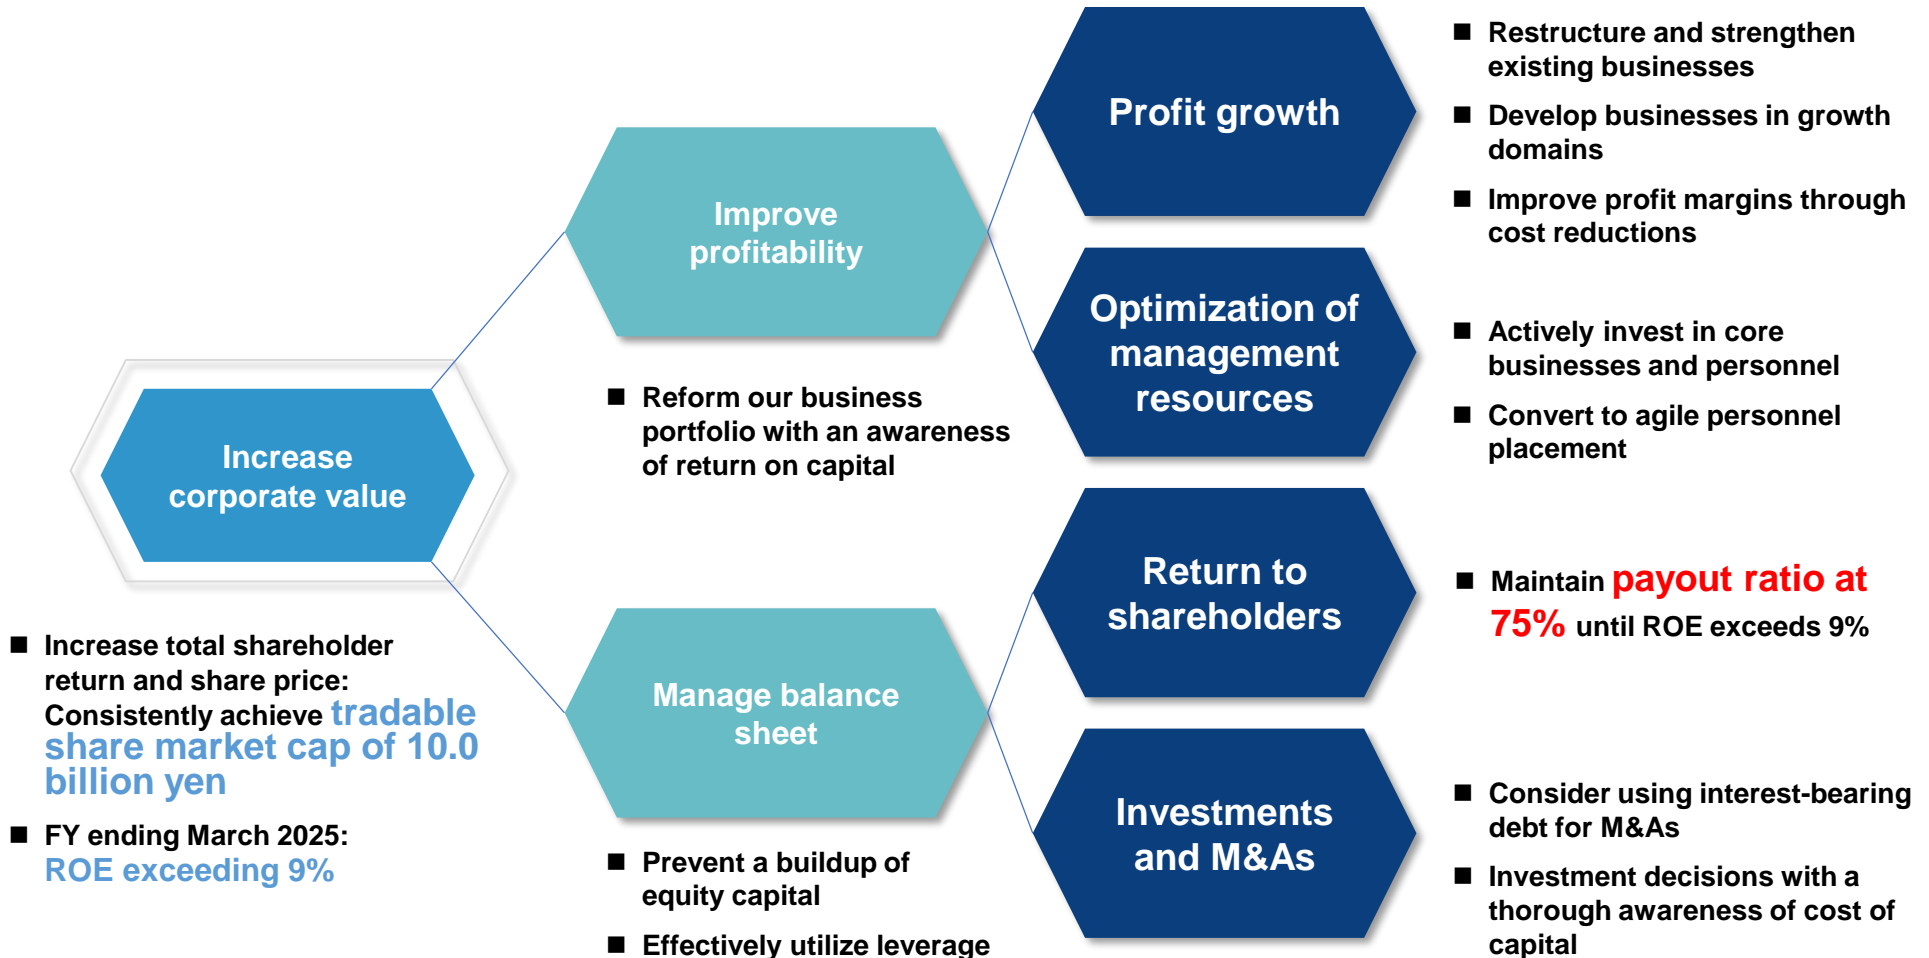 Increase
corporate value
■ Increase total shareholder
return and share price:
Consistently achieve tradable
share market cap of 10.0
billion yen
■ FY ending March 2025:
ROE exceeding 9%
Improve
profitability
■ Reform our business
portfolio with an awareness
of return on capital
Manage balance
sheet
■ Prevent a buildup of
equity capital
■ Effectively utilize leverage
Profit growth
■ Restructure and strengthen
existing businesses
■ Develop businesses in growth
domains
■ Improve profit margins through
cost reductions
Optimization of
management
resources
■ Actively invest in core
businesses and personnel
■ Convert to agile personnel
placement
Return to
shareholders
■ Maintain payout ratio at
75% until ROE exceeds 9%
Investments
and M&As
■ Consider using interest-bearing
debt for M&As
■ Investment decisions with a
thorough awareness of cost of
capital